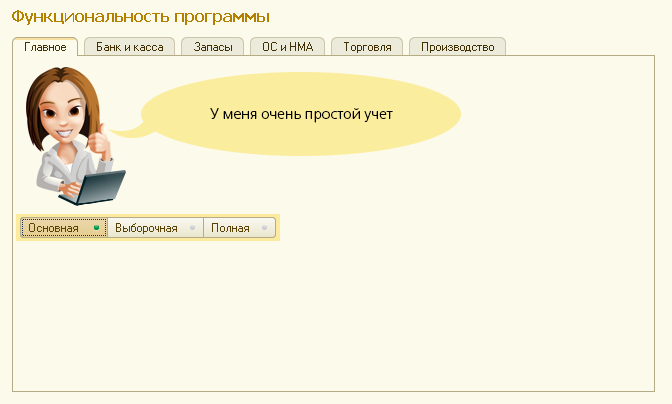 Функциональность программы
Главное
Банк и касса
Запасы
ОС и НМА
Торговля
Производство
У меня очень простой учет
Основная
Выборочная
Полная